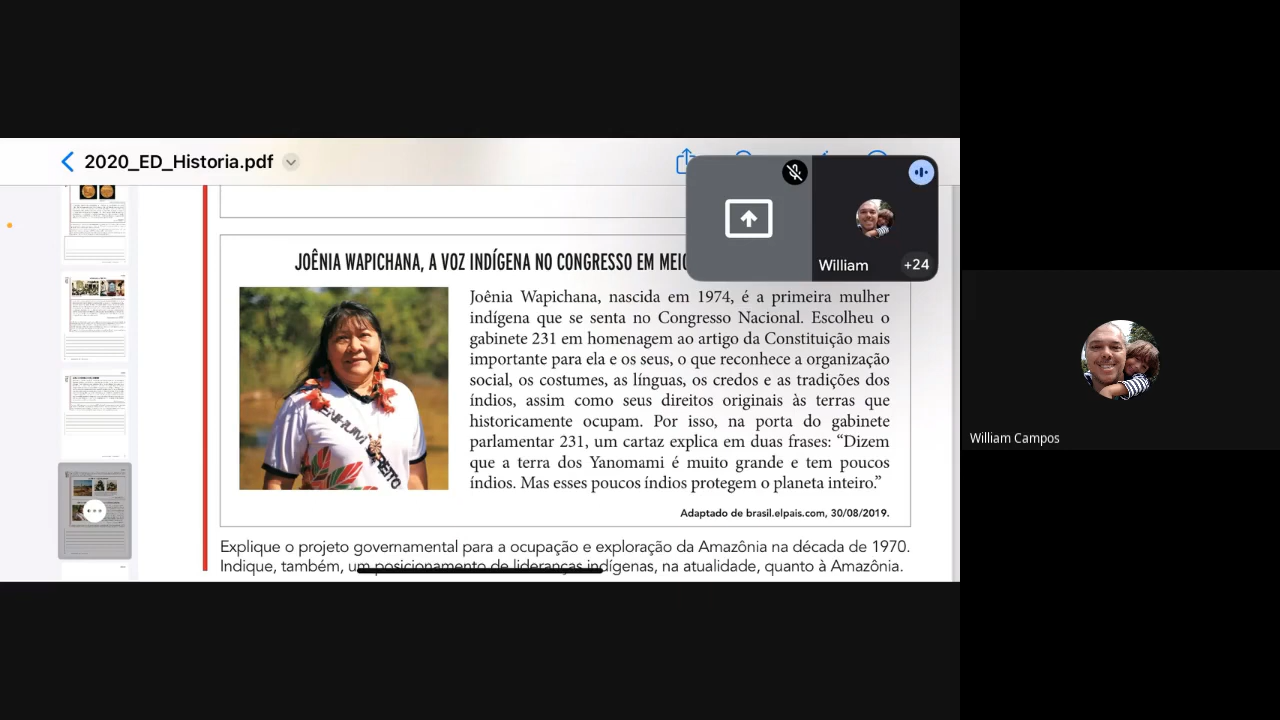 2020_ED_Historia.pdf
William
+24
JOÊNIA WAPICHANA, A VOZ INDÍGENA NO CONGRESSO EM
Joênia Wapichana, nascida em 1974, é a primeira mulher
indígena que se senta no Congresso Nacional. Escolheu o
gabinete 231 em homenagem ao artigo da Constituição mais
importante para ela e os seus, o que reconhece a organização
social, os costumes, as línguas, os credos e as tradições dos
índios, assim como seus direitos originais às terras que
historicamente ocupam. Por isso, na porta do gabinete
parlamentar 231, um cartaz explica em duas frases: “Dizem
que a terra dos Yanomami é muito grande e tem poucos
índios. Mas esses poucos índios protegem o planeta inteiro.”
Adaptado de brasil.elpais.com, 30/08/2019.
Explique o projeto governamental para a ocupação e exploração da Amazônia na década de 1970.
Indique, também, um posicionamento de lideranças indígenas, na atualidade, quanto à Amazônia.
William Campos